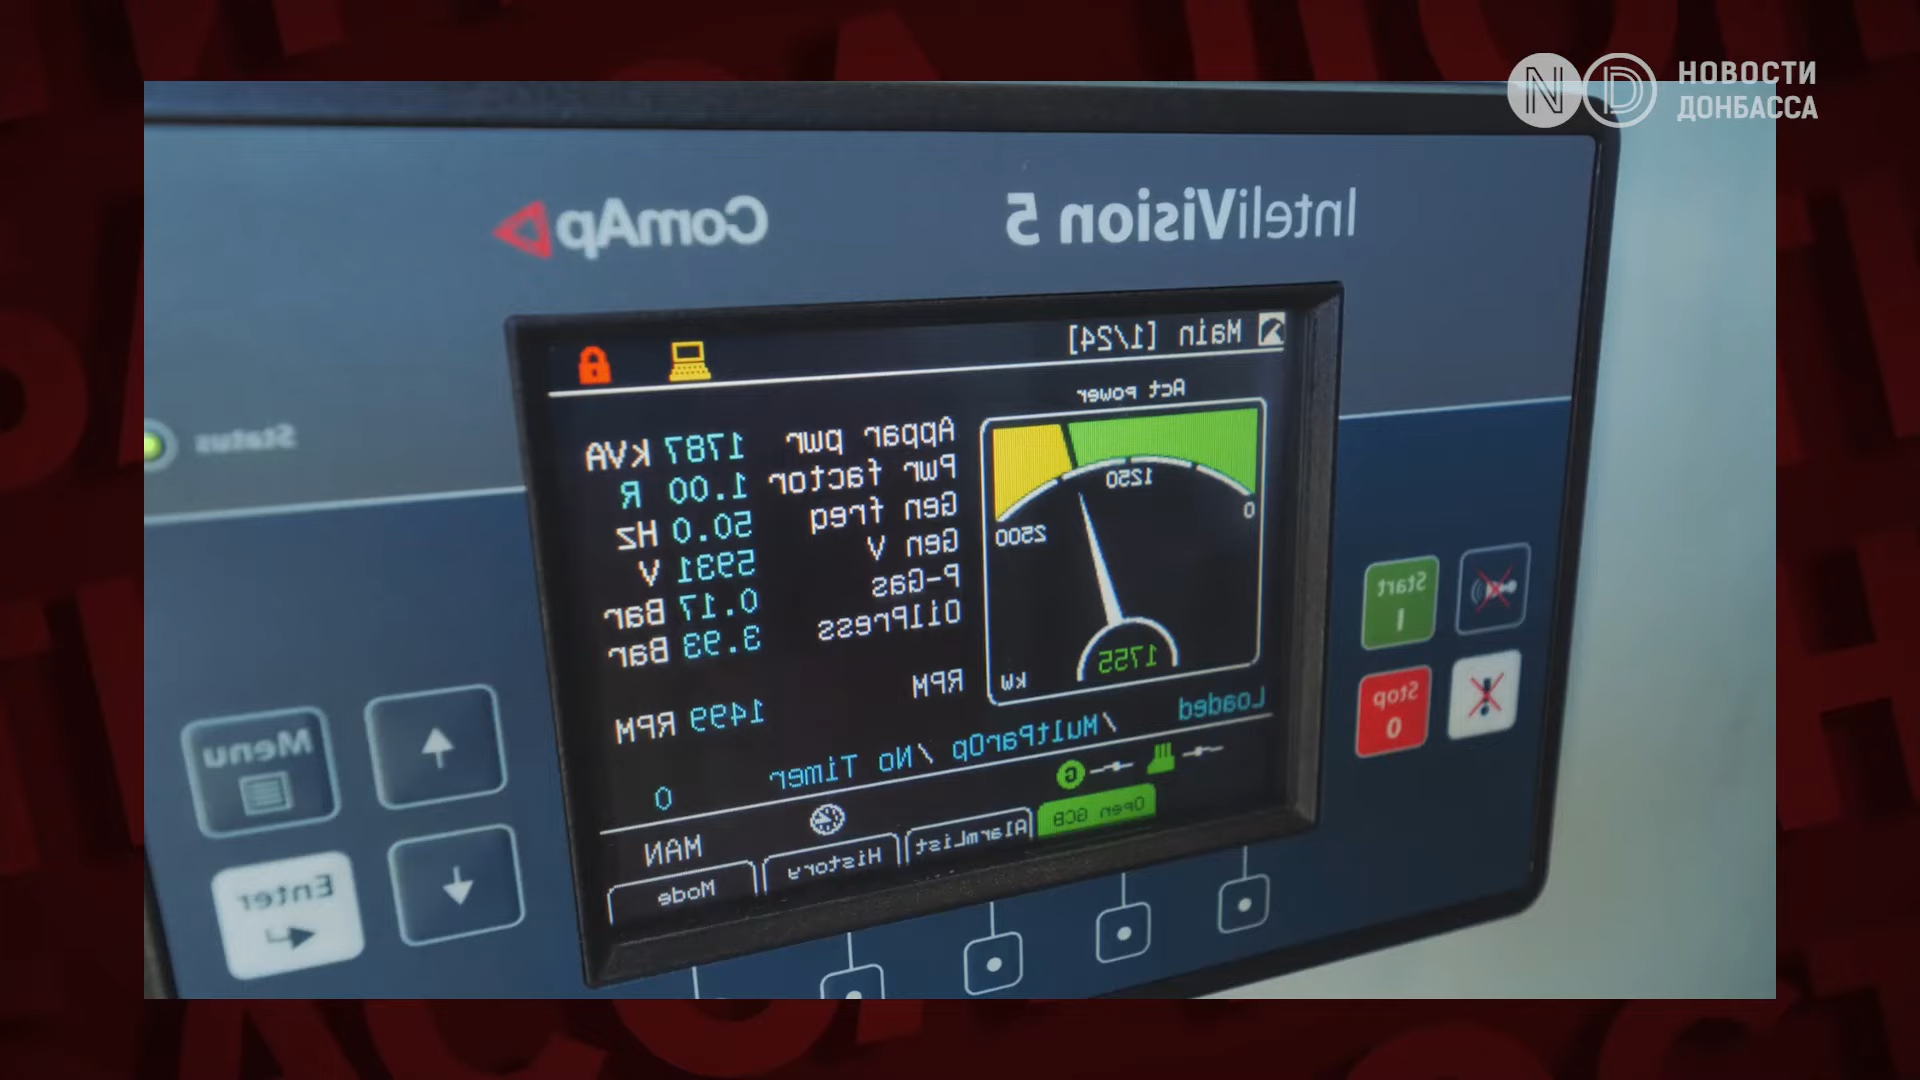 НОВОСТИ
ДОНБАССА
InteliVision 5
ComAp
Main [1/24]
Act power
0
1250
2500
1755
kW
Appar pwr 1787 kVA
Pwr factor 1.00 R
Gen freq 50.0 Hz
Gen V 5931 V
P-Gas 0.17 Bar
OilPress 3.93 Bar
RPM 1499 RPM
Loaded
/MultParOp /No Timer 0
G
MAN
Open GCB
AlarmList
History
Mode
Status
Start
I
Stop
0
Menu
Enter